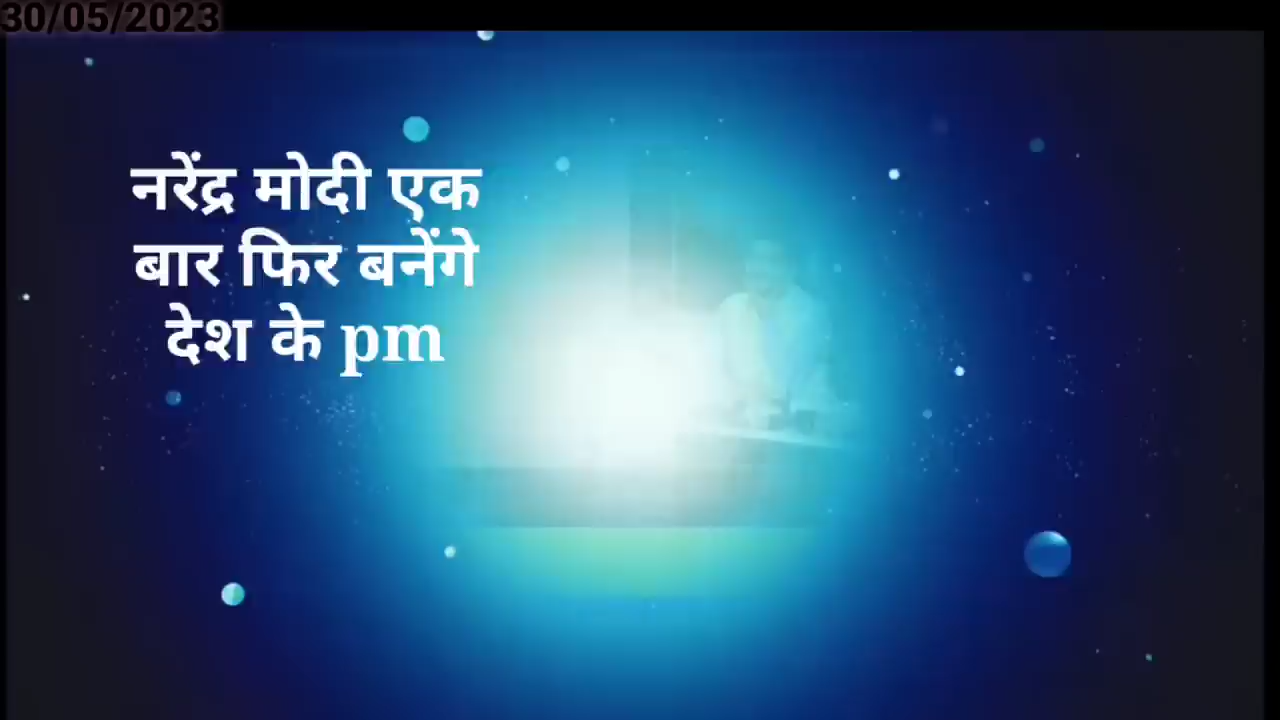 30/05/2023
नरेंद्र मोदी एक
बार फिर बनेंगे
देश के pm